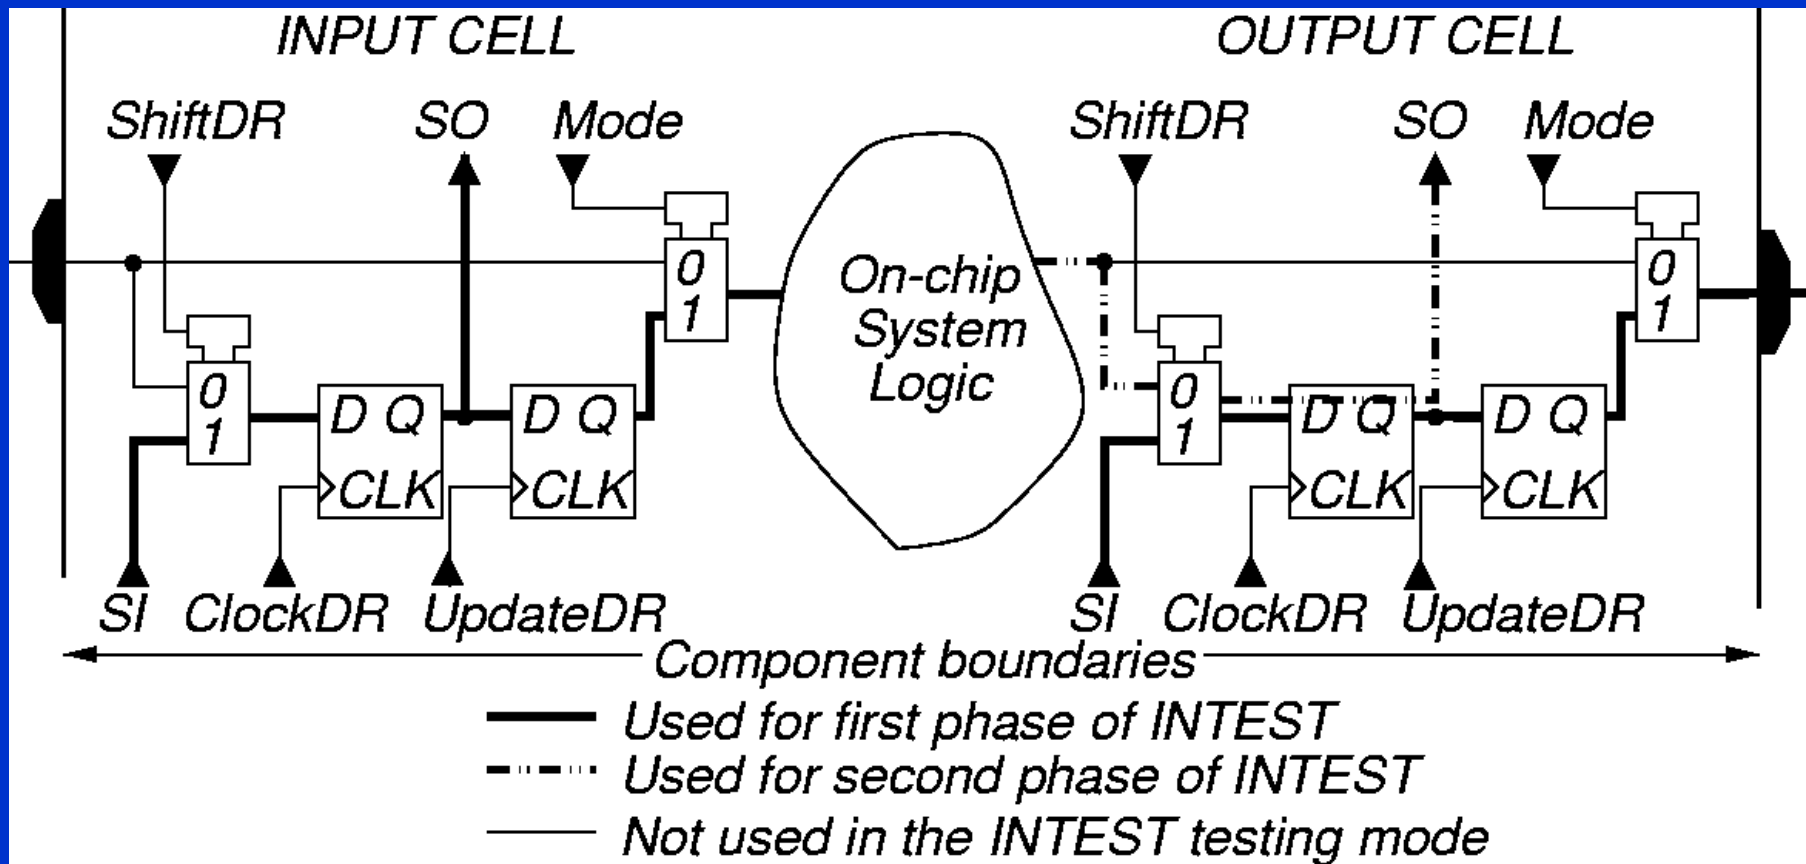 INPUT CELL
OUTPUT CELL
ShiftDR
SO
Mode
ShiftDR
SO
Mode
0
1
On-chip
System
Logic
0
1
0
1
D Q
CLK
D Q
CLK
0
1
D Q
CLK
D Q
CLK
SI
ClockDR
UpdateDR
SI
ClockDR
UpdateDR
Component boundaries
Used for first phase of INTEST
Used for second phase of INTEST
Not used in the INTEST testing mode